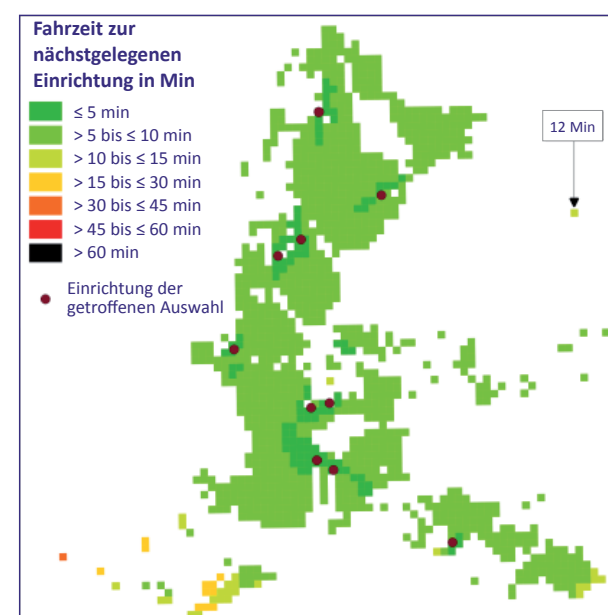 Fahrzeit zur
nächstgelegenen
Einrichtung in Min
≤ 5 min
> 5 bis ≤ 10 min
> 10 bis ≤ 15 min
> 15 bis ≤ 30 min
> 30 bis ≤ 45 min
> 45 bis ≤ 60 min
> 60 min
Einrichtung der
getroffenen Auswahl
12 Min